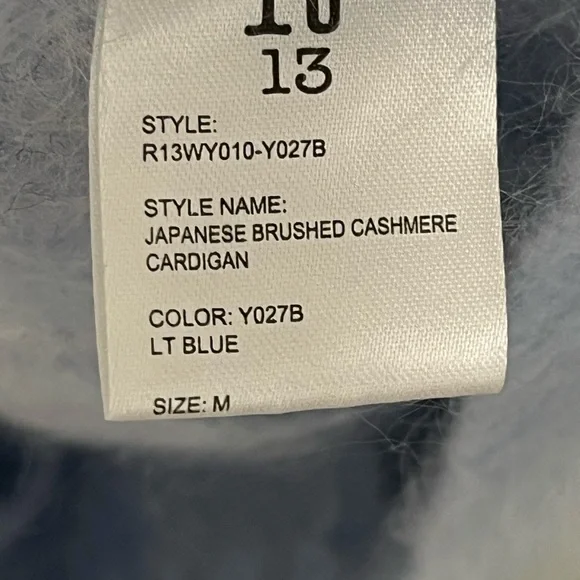 13
STYLE:
R13WY010-Y027B
STYLE NAME:
JAPANESE BRUSHED CASHMERE
CARDIGAN
COLOR: Y027B
LT BLUE
SIZE: M